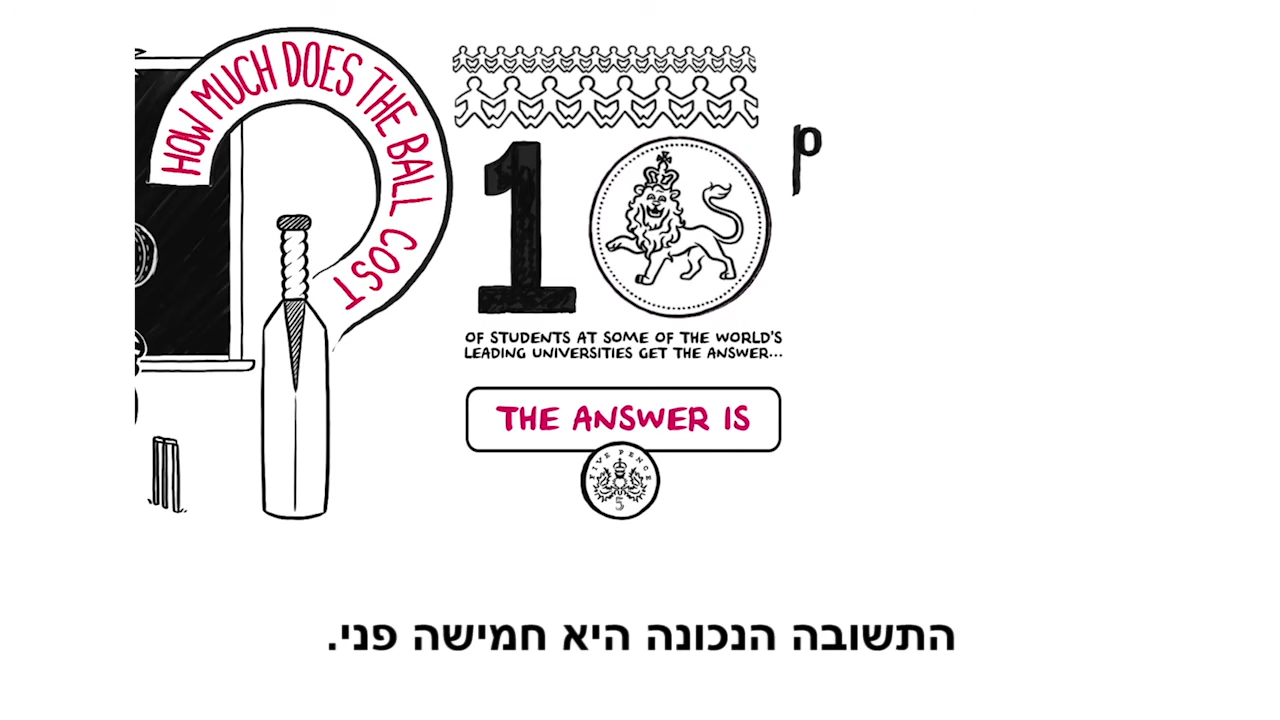 HOW MUCH DOES THE BALL COST
10p
OF STUDENTS AT SOME OF THE WORLD'S
LEADING UNIVERSITIES GET THE ANSWER...
THE ANSWER IS
FIVE PENCE
5
התשובה הנכונה היא חמישה פני.